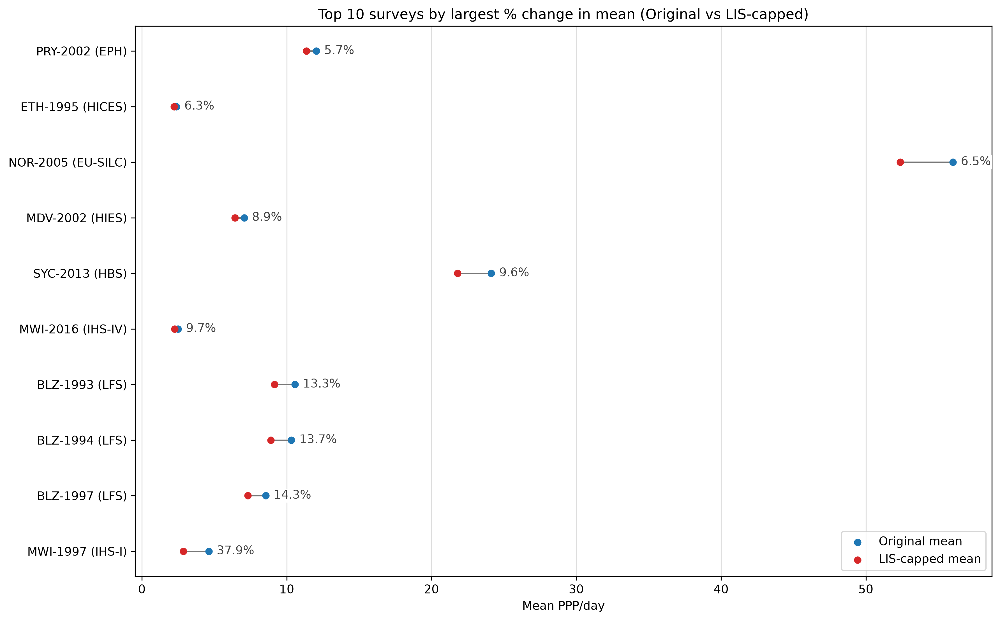 Top 10 surveys by largest % change in mean (Original vs LIS-capped)
PRY-2002 (EPH)
5.7%
ETH-1995 (HICES)
6.3%
NOR-2005 (EU-SILC)
6.5%
MDV-2002 (HIES)
8.9%
SYC-2013 (HBS)
9.6%
MWI-2016 (IHS-IV)
9.7%
BLZ-1993 (LFS)
13.3%
BLZ-1994 (LFS)
13.7%
BLZ-1997 (LFS)
14.3%
MWI-1997 (IHS-I)
37.9%
Original mean
LIS-capped mean
0 10 20 30 40 50
Mean PPP/day